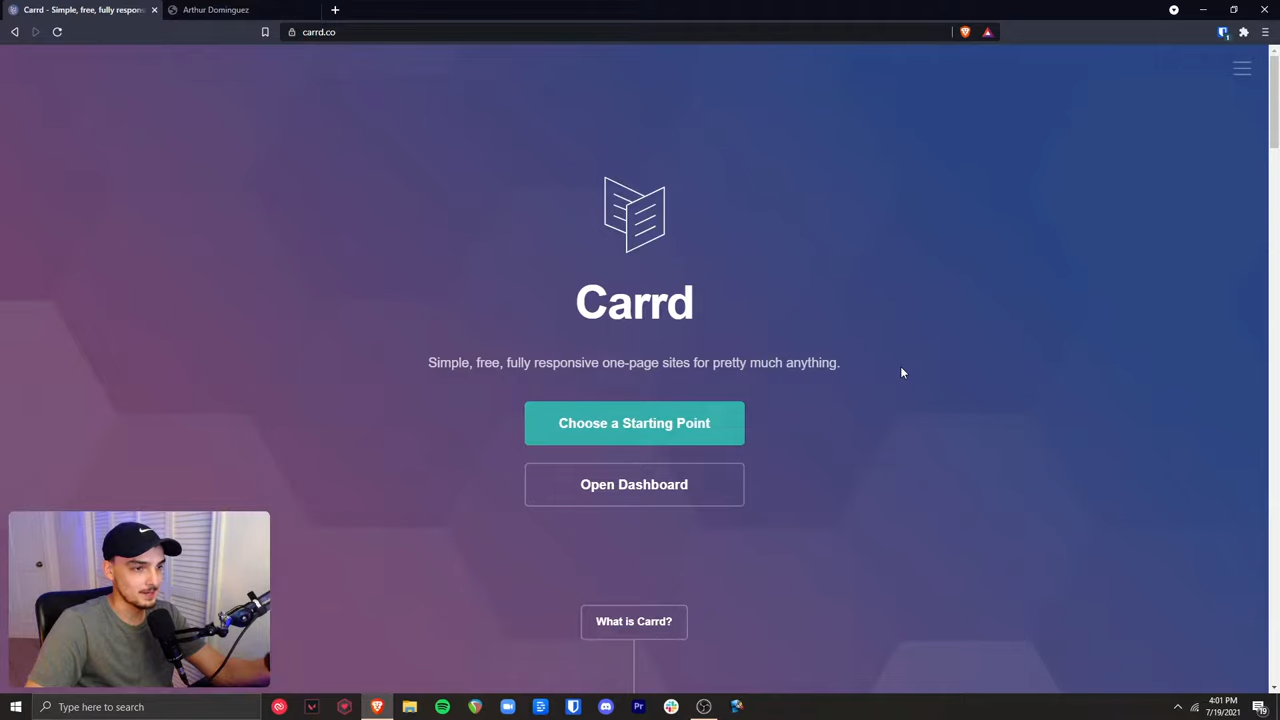 Carrd - Simple, free, fully respons
Arthur Dominguez
carrd.co
Carrd
Simple, free, fully responsive one-page sites for pretty much anything.
Choose a Starting Point
Open Dashboard
What is Carrd?
Type here to search
4:01 PM
7/19/2021